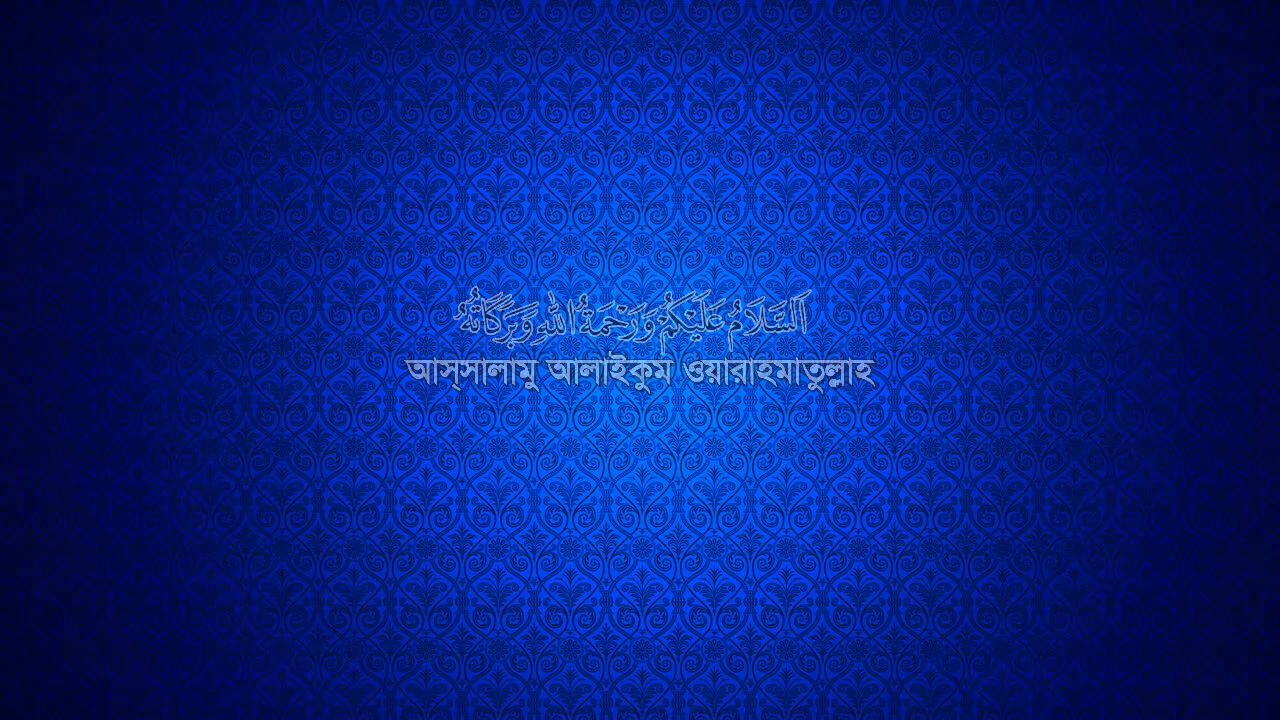 اَلسَّلَامُ عَلَيْكُمْ وَرَحْمَةُ اللهِ وَبَرَكَاتُهُ
আস্‌সালামু আলাইকুম ওয়ারাহমাতুল্লাহ